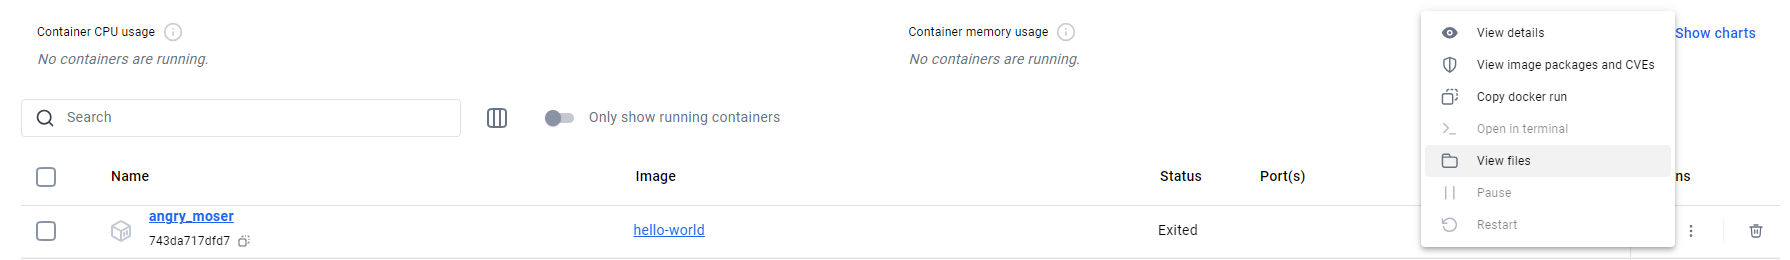 Container CPU usage
No containers are running.
Container memory usage
No containers are running.
Show charts
Search
Only show running containers
Name
Image
Status
Port(s)
ns
angry_moser
743da717dfd7
hello-world
Exited
View details
View image packages and CVEs
Copy docker run
Open in terminal
View files
Pause
Restart